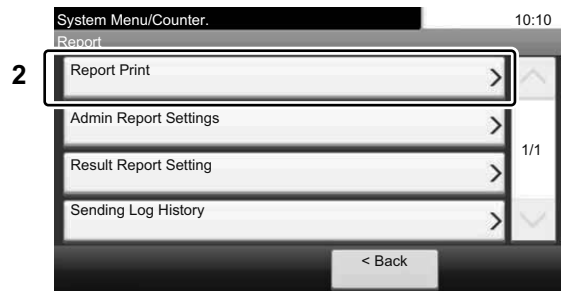 System Menu/Counter. 10:10
Report
2
Report Print
Admin Report Settings
1/1
Result Report Setting
Sending Log History
< Back